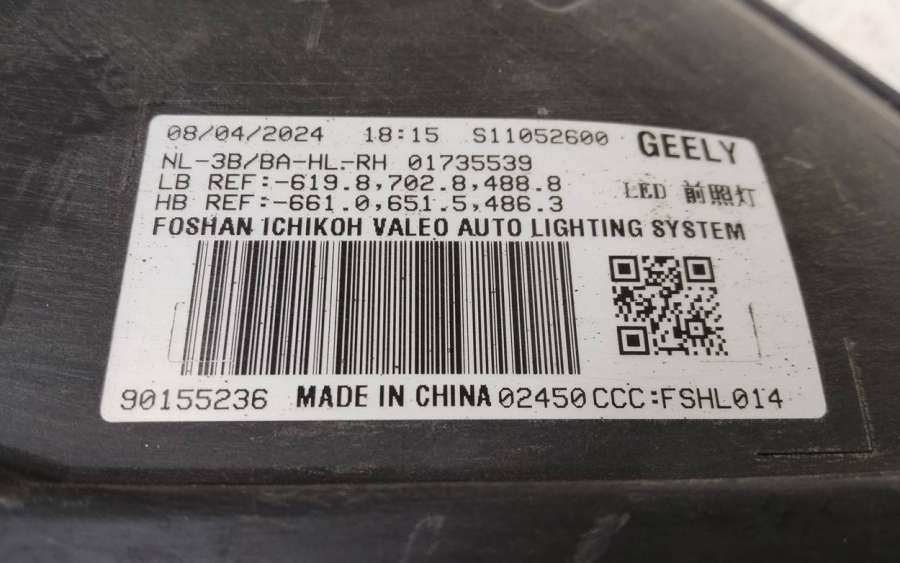 08/04/2024 18:15 S11052600 GEELY
NL-3B/BA-HL-RH 01735539
LB REF:-619.8,702.8,488.8 LED 前照灯
HB REF:-661.0,651.5,486.3
FOSHAN ICHIKOH VALEO AUTO LIGHTING SYSTEM
90155236 MADE IN CHINA 02450 CCC:FSHL014